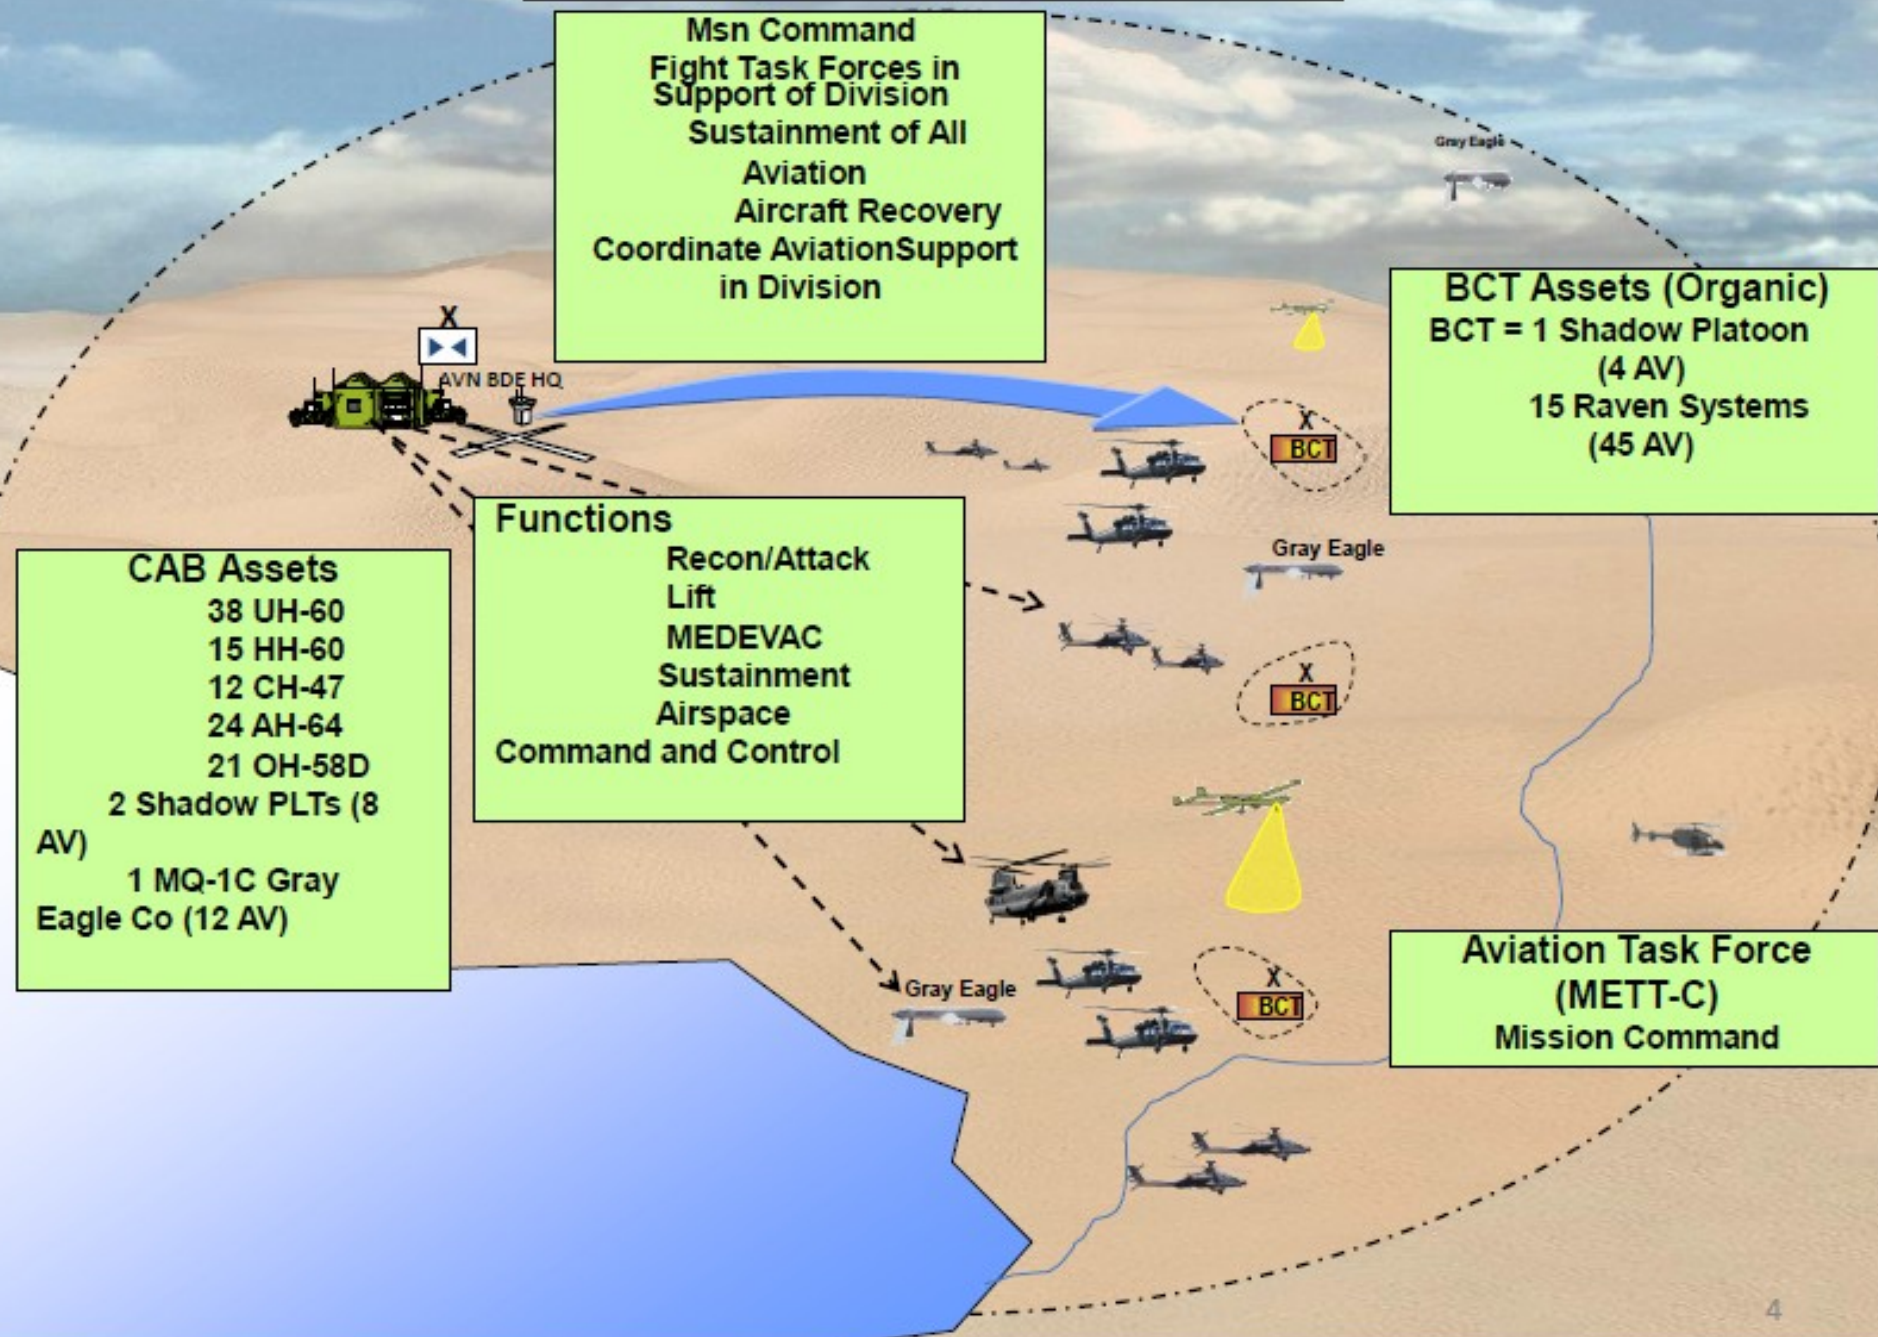 Msn Command
Fight Task Forces in
Support of Division
Sustainment of All
Aviation
Aircraft Recovery
Coordinate AviationSupport
in Division
Gray Eagle
BCT Assets (Organic)
BCT = 1 Shadow Platoon
(4 AV)
15 Raven Systems
(45 AV)
X
AVN BDE HQ
X
BCT
Functions
Recon/Attack
Lift
MEDEVAC
Sustainment
Airspace
Command and Control
CAB Assets
38 UH-60
15 HH-60
12 CH-47
24 AH-64
21 OH-58D
2 Shadow PLTs (8
AV)
1 MQ-1C Gray
Eagle Co (12 AV)
Gray Eagle
X
BCT
Gray Eagle
X
BCT
Aviation Task Force
(METT-C)
Mission Command
4